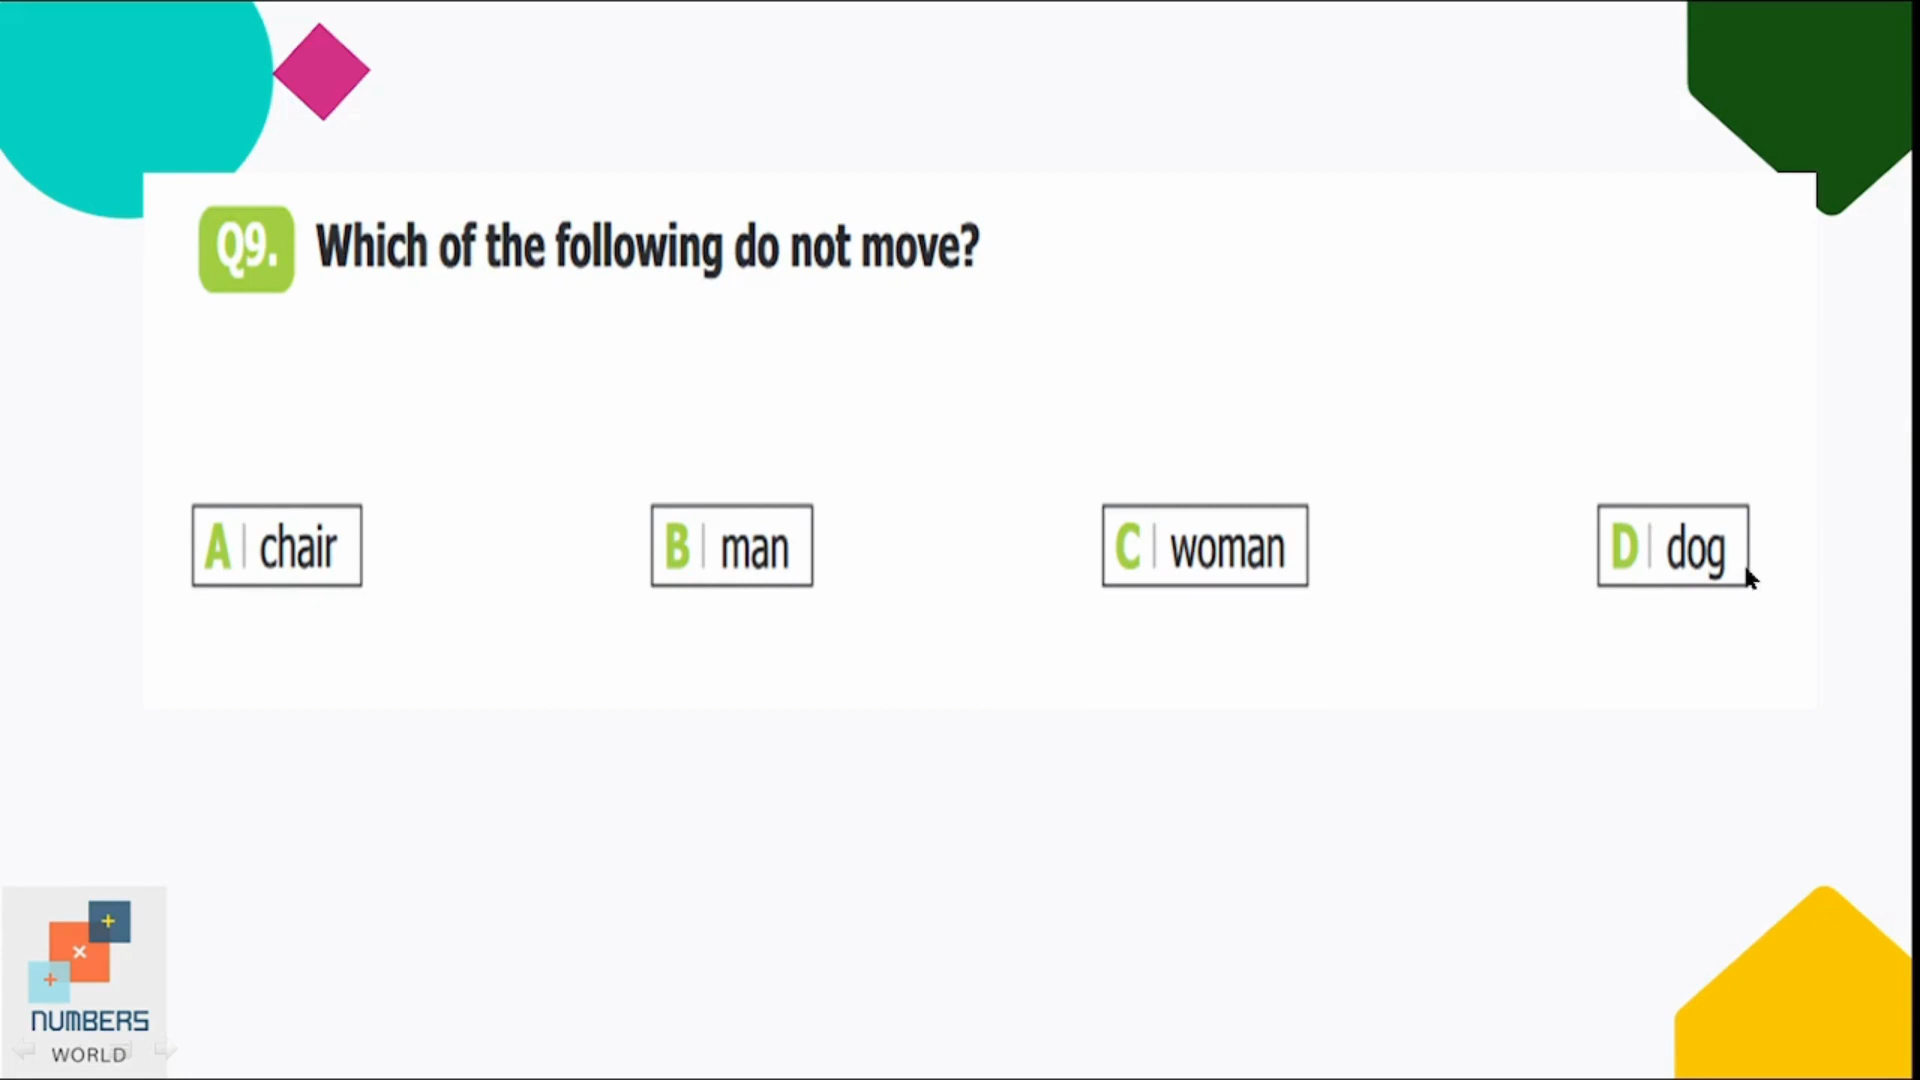 Q9. Which of the following do not move?
A chair
B man
C woman
D dog
+
×
+
NUMBERS
WORLD